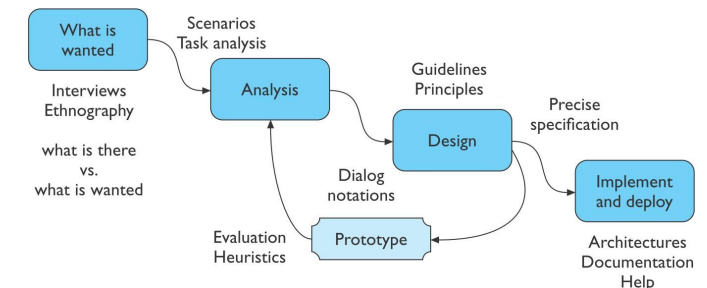 What is
wanted
Scenarios
Task analysis
Interviews
Ethnography
what is there
vs.
what is wanted
Analysis
Guidelines
Principles
Design
Precise
specification
Dialog
notations
Implement
and deploy
Evaluation
Heuristics
Prototype
Architectures
Documentation
Help